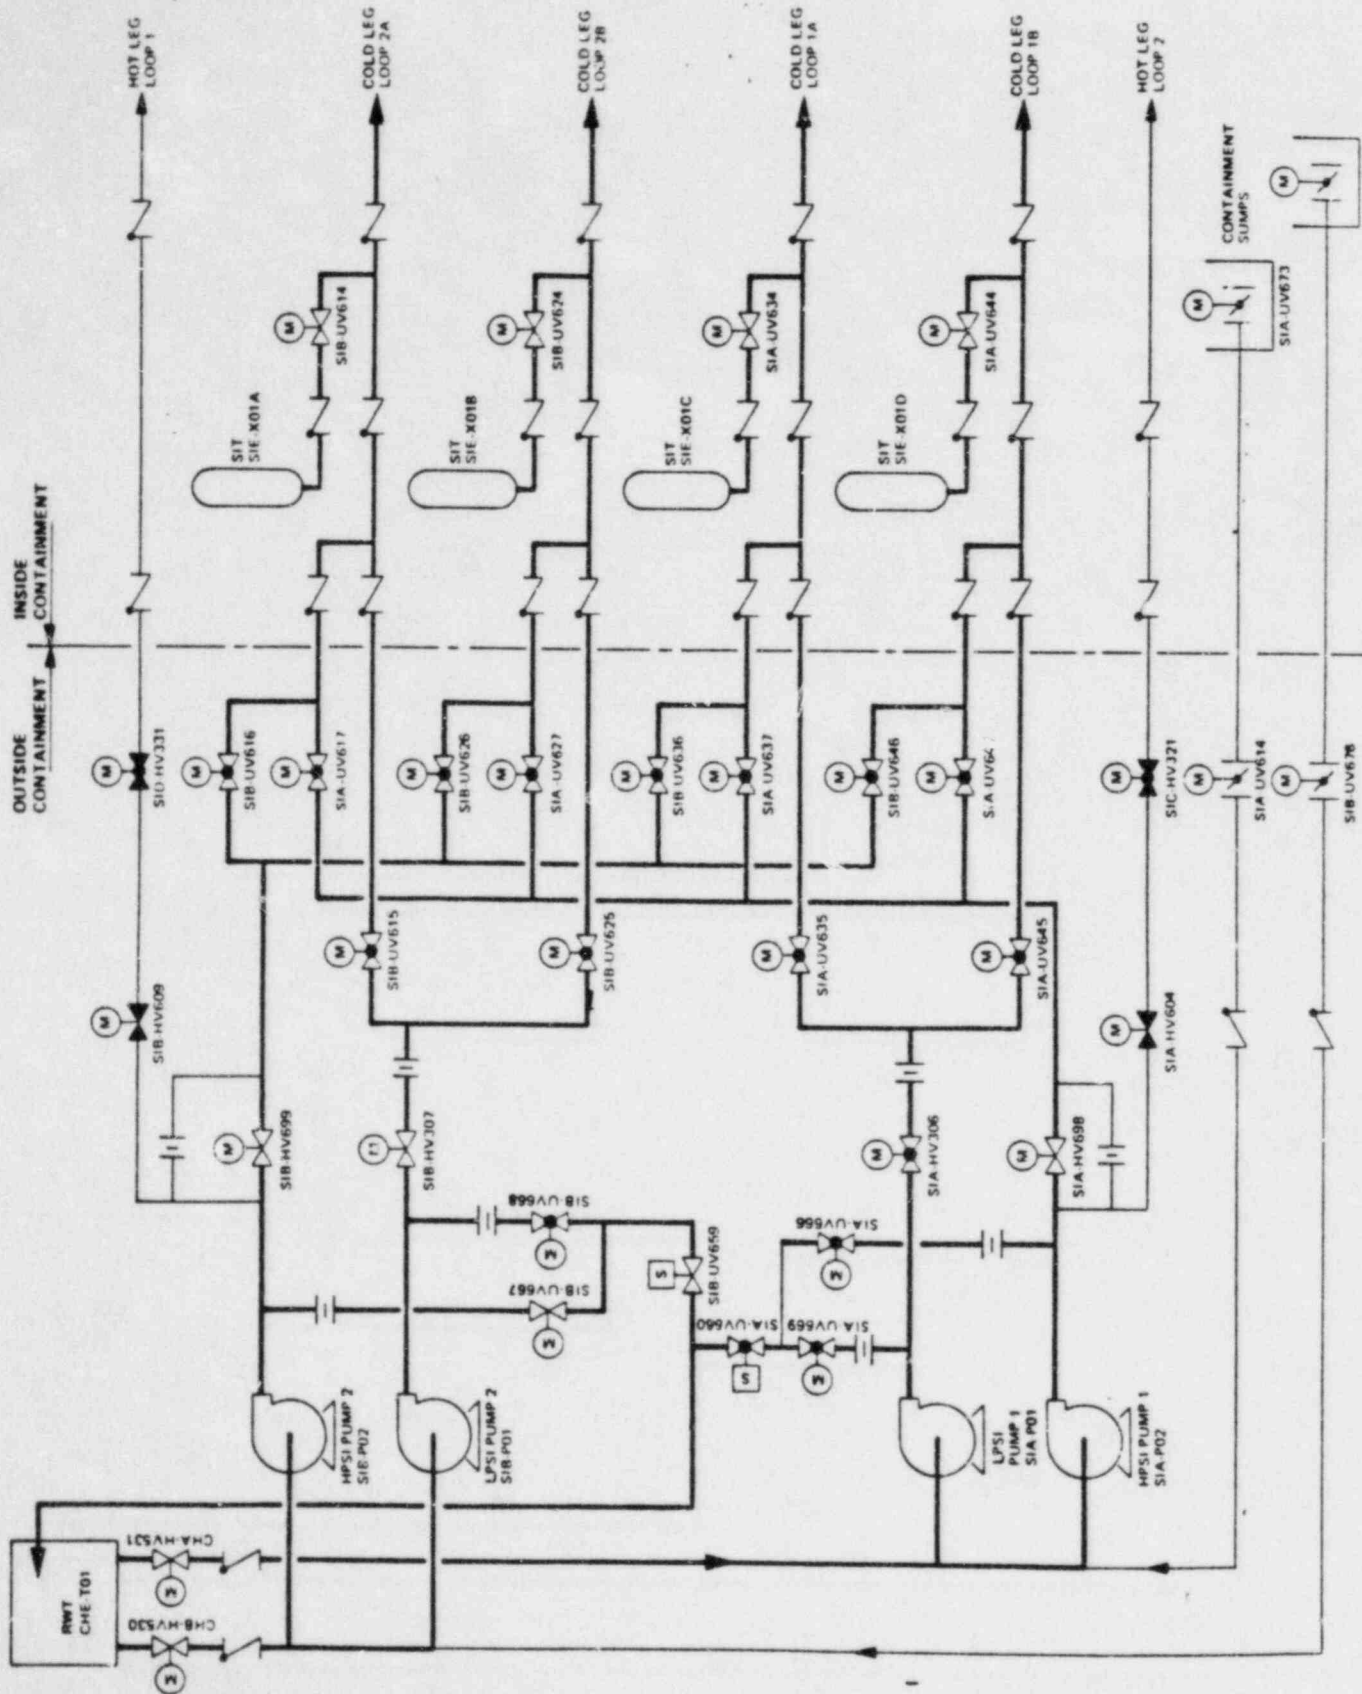 HOT LEG
LOOP 1
COLD LEG
LOOP 2A
COLD LEG
LOOP 2B
COLD LEG
LOOP 1A
COLD LEG
LOOP 1B
HOT LEG
LOOP 2
CONTAINMENT
SUMPS
M
M
SIA-UV673
M
SIB-UV614
M
SIB-UV624
M
SIA-UV634
M
SIA-UV644
SIT
SIE-X01A
SIT
SIE-X01B
SIT
SIE-X01C
SIT
SIE-X01D
INSIDE
CONTAINMENT
OUTSIDE
CONTAINMENT
M
M
SIB-UV616
M
SIA-UV617
M
SIB-UV626
M
SIA-UV627
M
SIB-UV636
M
SIA-UV637
M
SIB-UV646
M
M
SIC-HV321
M
SIA-UV614
M
SIB-UV676
M
SIB-UV615
M
SIB-UV625
M
SIA-UV635
M
SIA-UV645
M
SIB-HV609
M
SIA-HV604
M
SIB-HV699
SIB-HV307
M
SIA-HV306
M
SIA-HV698
M
SIB-UV668
M
SIB-UV667
S
SIB-UV659
M
SIA-UV666
S
SIA-UV660
M
SIA-UV669
HPSI PUMP 2
LPSI PUMP 2
SIB-P01
LPSI
PUMP 1
SIA-P01
HPSI PUMP 1
SIA-P02
RWT
CHE-T01
M
CHA-HV531
M
CHB-HV530